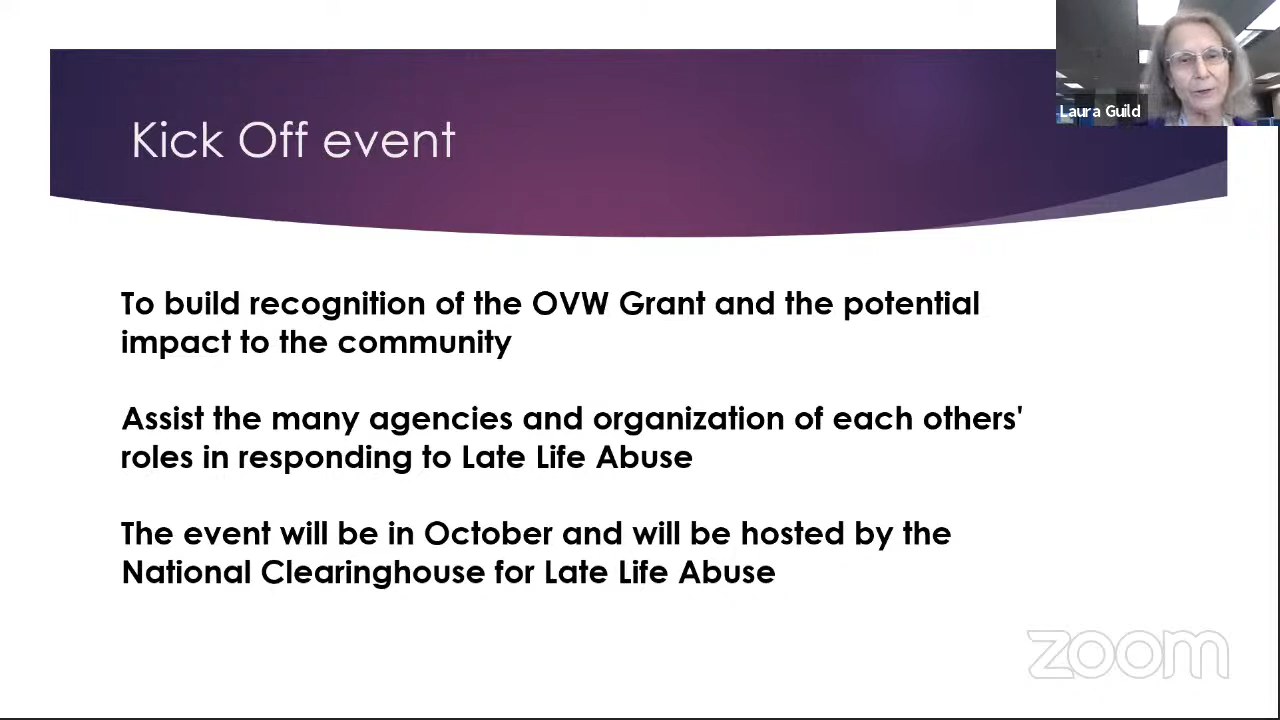 Laura Guild
Kick Off event
To build recognition of the OVW Grant and the potential
impact to the community
Assist the many agencies and organization of each others'
roles in responding to Late Life Abuse
The event will be in October and will be hosted by the
National Clearinghouse for Late Life Abuse
zoom